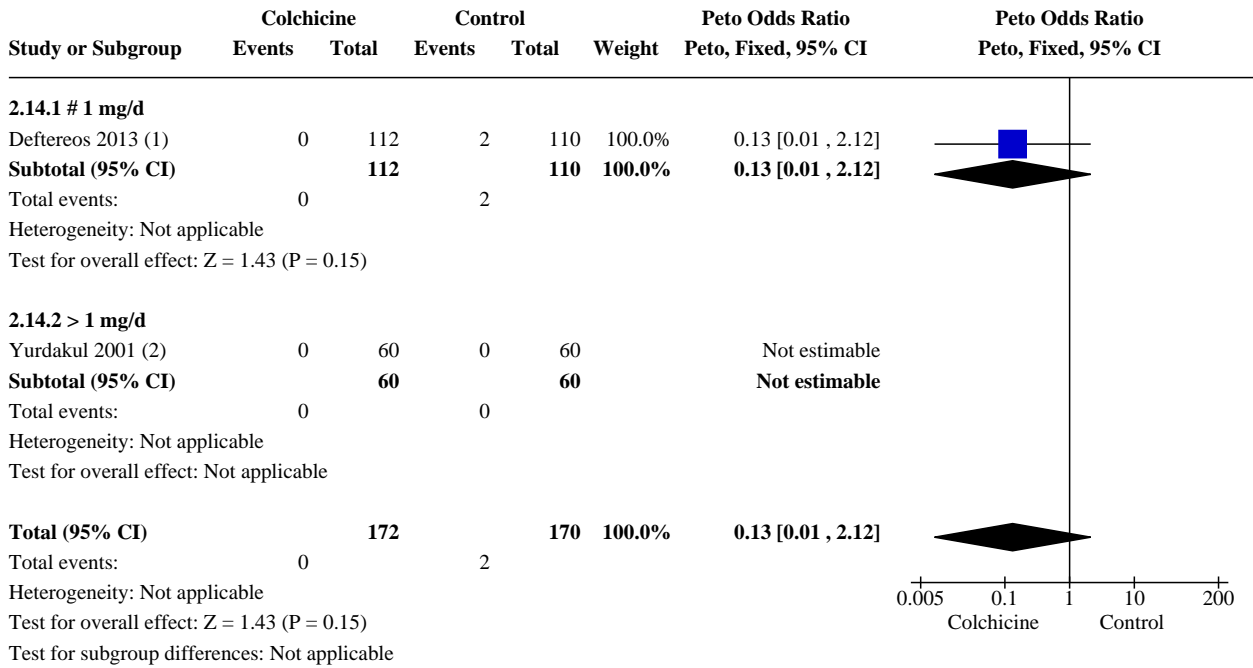 Colchicine Control Peto Odds Ratio Peto Odds Ratio
Study or Subgroup Events Total Events Total Weight Peto, Fixed, 95% CI Peto, Fixed, 95% CI
2.14.1 # 1 mg/d
Deftereos 2013 (1) 0 112 2 110 100.0% 0.13 [0.01 , 2.12]
Subtotal (95% CI) 112 110 100.0% 0.13 [0.01 , 2.12]
Total events: 0 2
Heterogeneity: Not applicable
Test for overall effect: Z = 1.43 (P = 0.15)
2.14.2 > 1 mg/d
Yurdakul 2001 (2) 0 60 0 60 Not estimable
Subtotal (95% CI) 60 60 Not estimable
Total events: 0 0
Heterogeneity: Not applicable
Test for overall effect: Not applicable
Total (95% CI) 172 170 100.0% 0.13 [0.01 , 2.12]
Total events: 0 2
Heterogeneity: Not applicable
Test for overall effect: Z = 1.43 (P = 0.15)
Test for subgroup differences: Not applicable
0.005 0.1 1 10 200
Colchicine Control